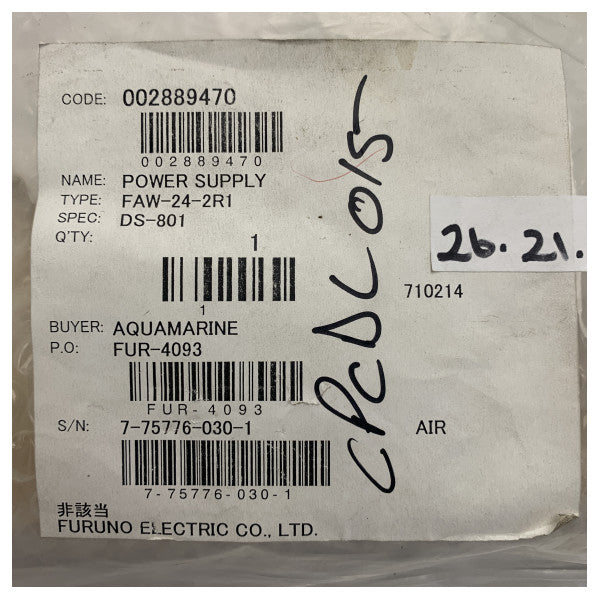 CODE: 002889470
002889470
NAME: POWER SUPPLY
TYPE: FAW-24-2R1
SPEC: DS-801
Q'TY: 1
1
710214
BUYER: AQUAMARINE
P.O: FUR-4093
FUR-4093
S/N: 7-75776-030-1
AIR
7-75776-030-1
非該当
FURUNO ELECTRIC CO., LTD.
CPCDL015
26.21.